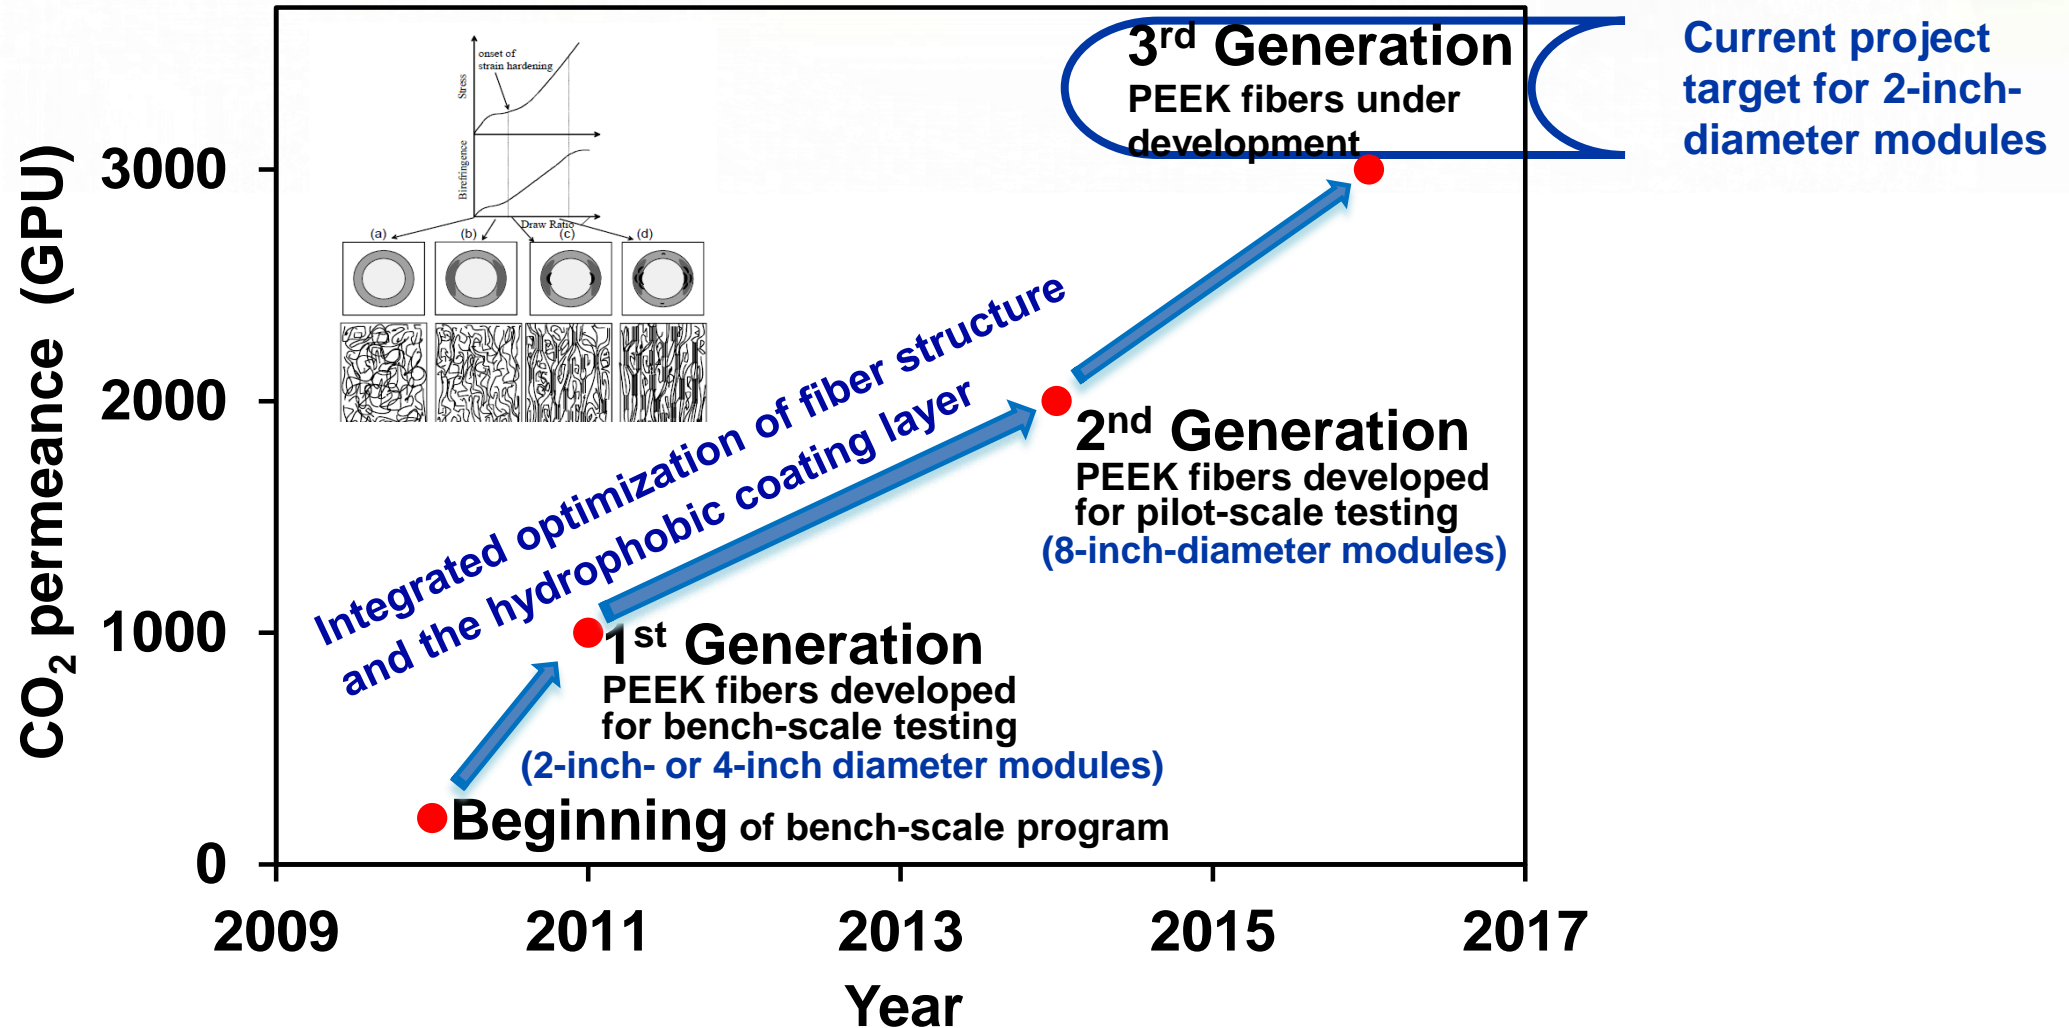 onset of
strain hardening
Stress
Birefringence
Draw Ratio
(a)
(b)
(c)
(d)
3rd Generation
PEEK fibers under
development
Current project
target for 2-inch-
diameter modules
CO2 permeance (GPU)
3000
2000
1000
0
Integrated optimization of fiber structure
and the hydrophobic coating layer
2nd Generation
PEEK fibers developed
for pilot-scale testing
(8-inch-diameter modules)
1st Generation
PEEK fibers developed
for bench-scale testing
(2-inch- or 4-inch diameter modules)
Beginning of bench-scale program
2009
2011
2013
2015
2017
Year